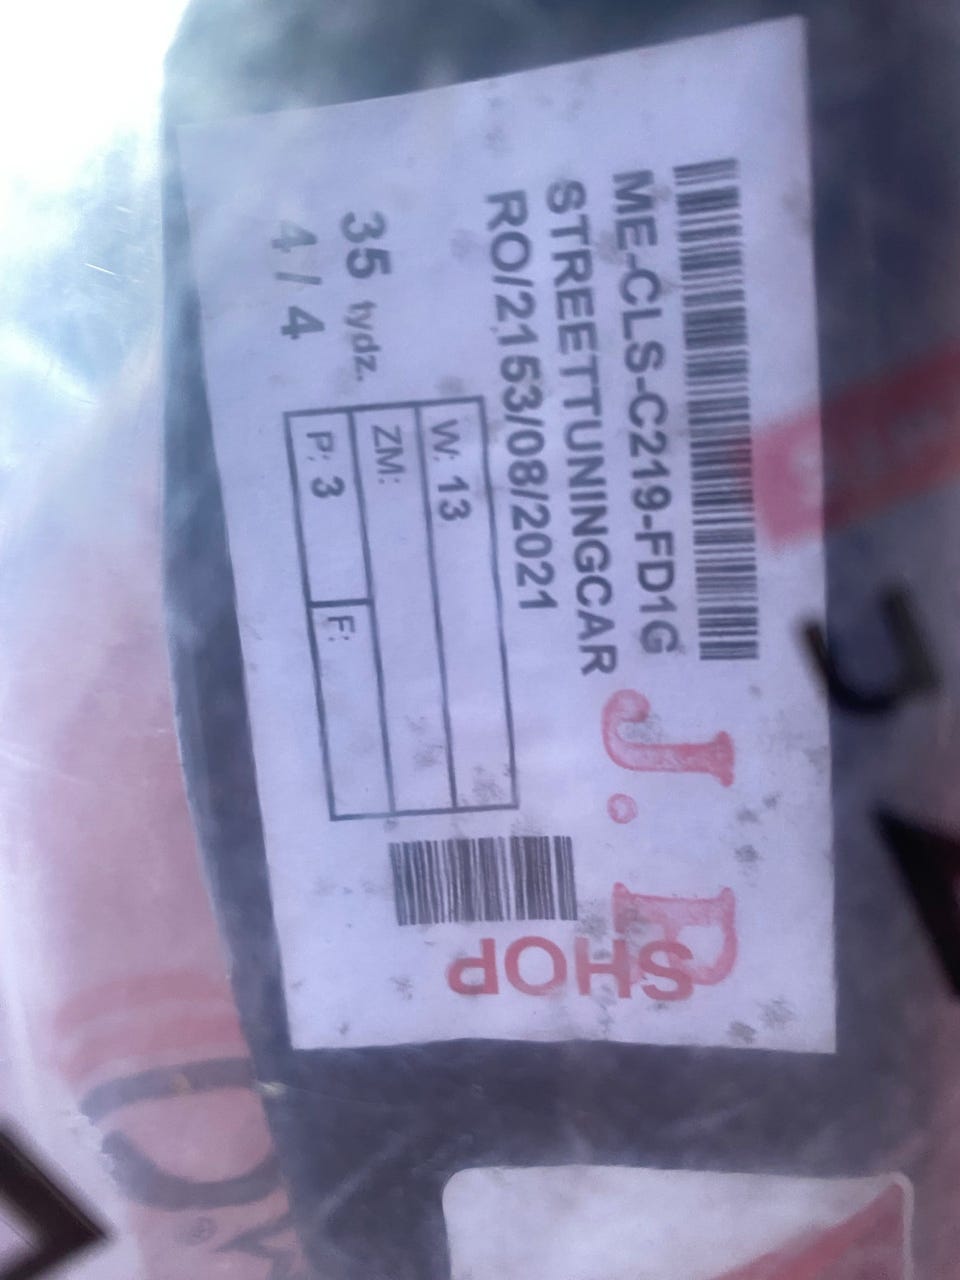 ME-CLS-C219-FD1G
STREETTUNINGCAR
RO/2153/08/2021
W: 13
ZM:
P: 3
F:
35 tydz.
4 / 4
J.B
SHOP